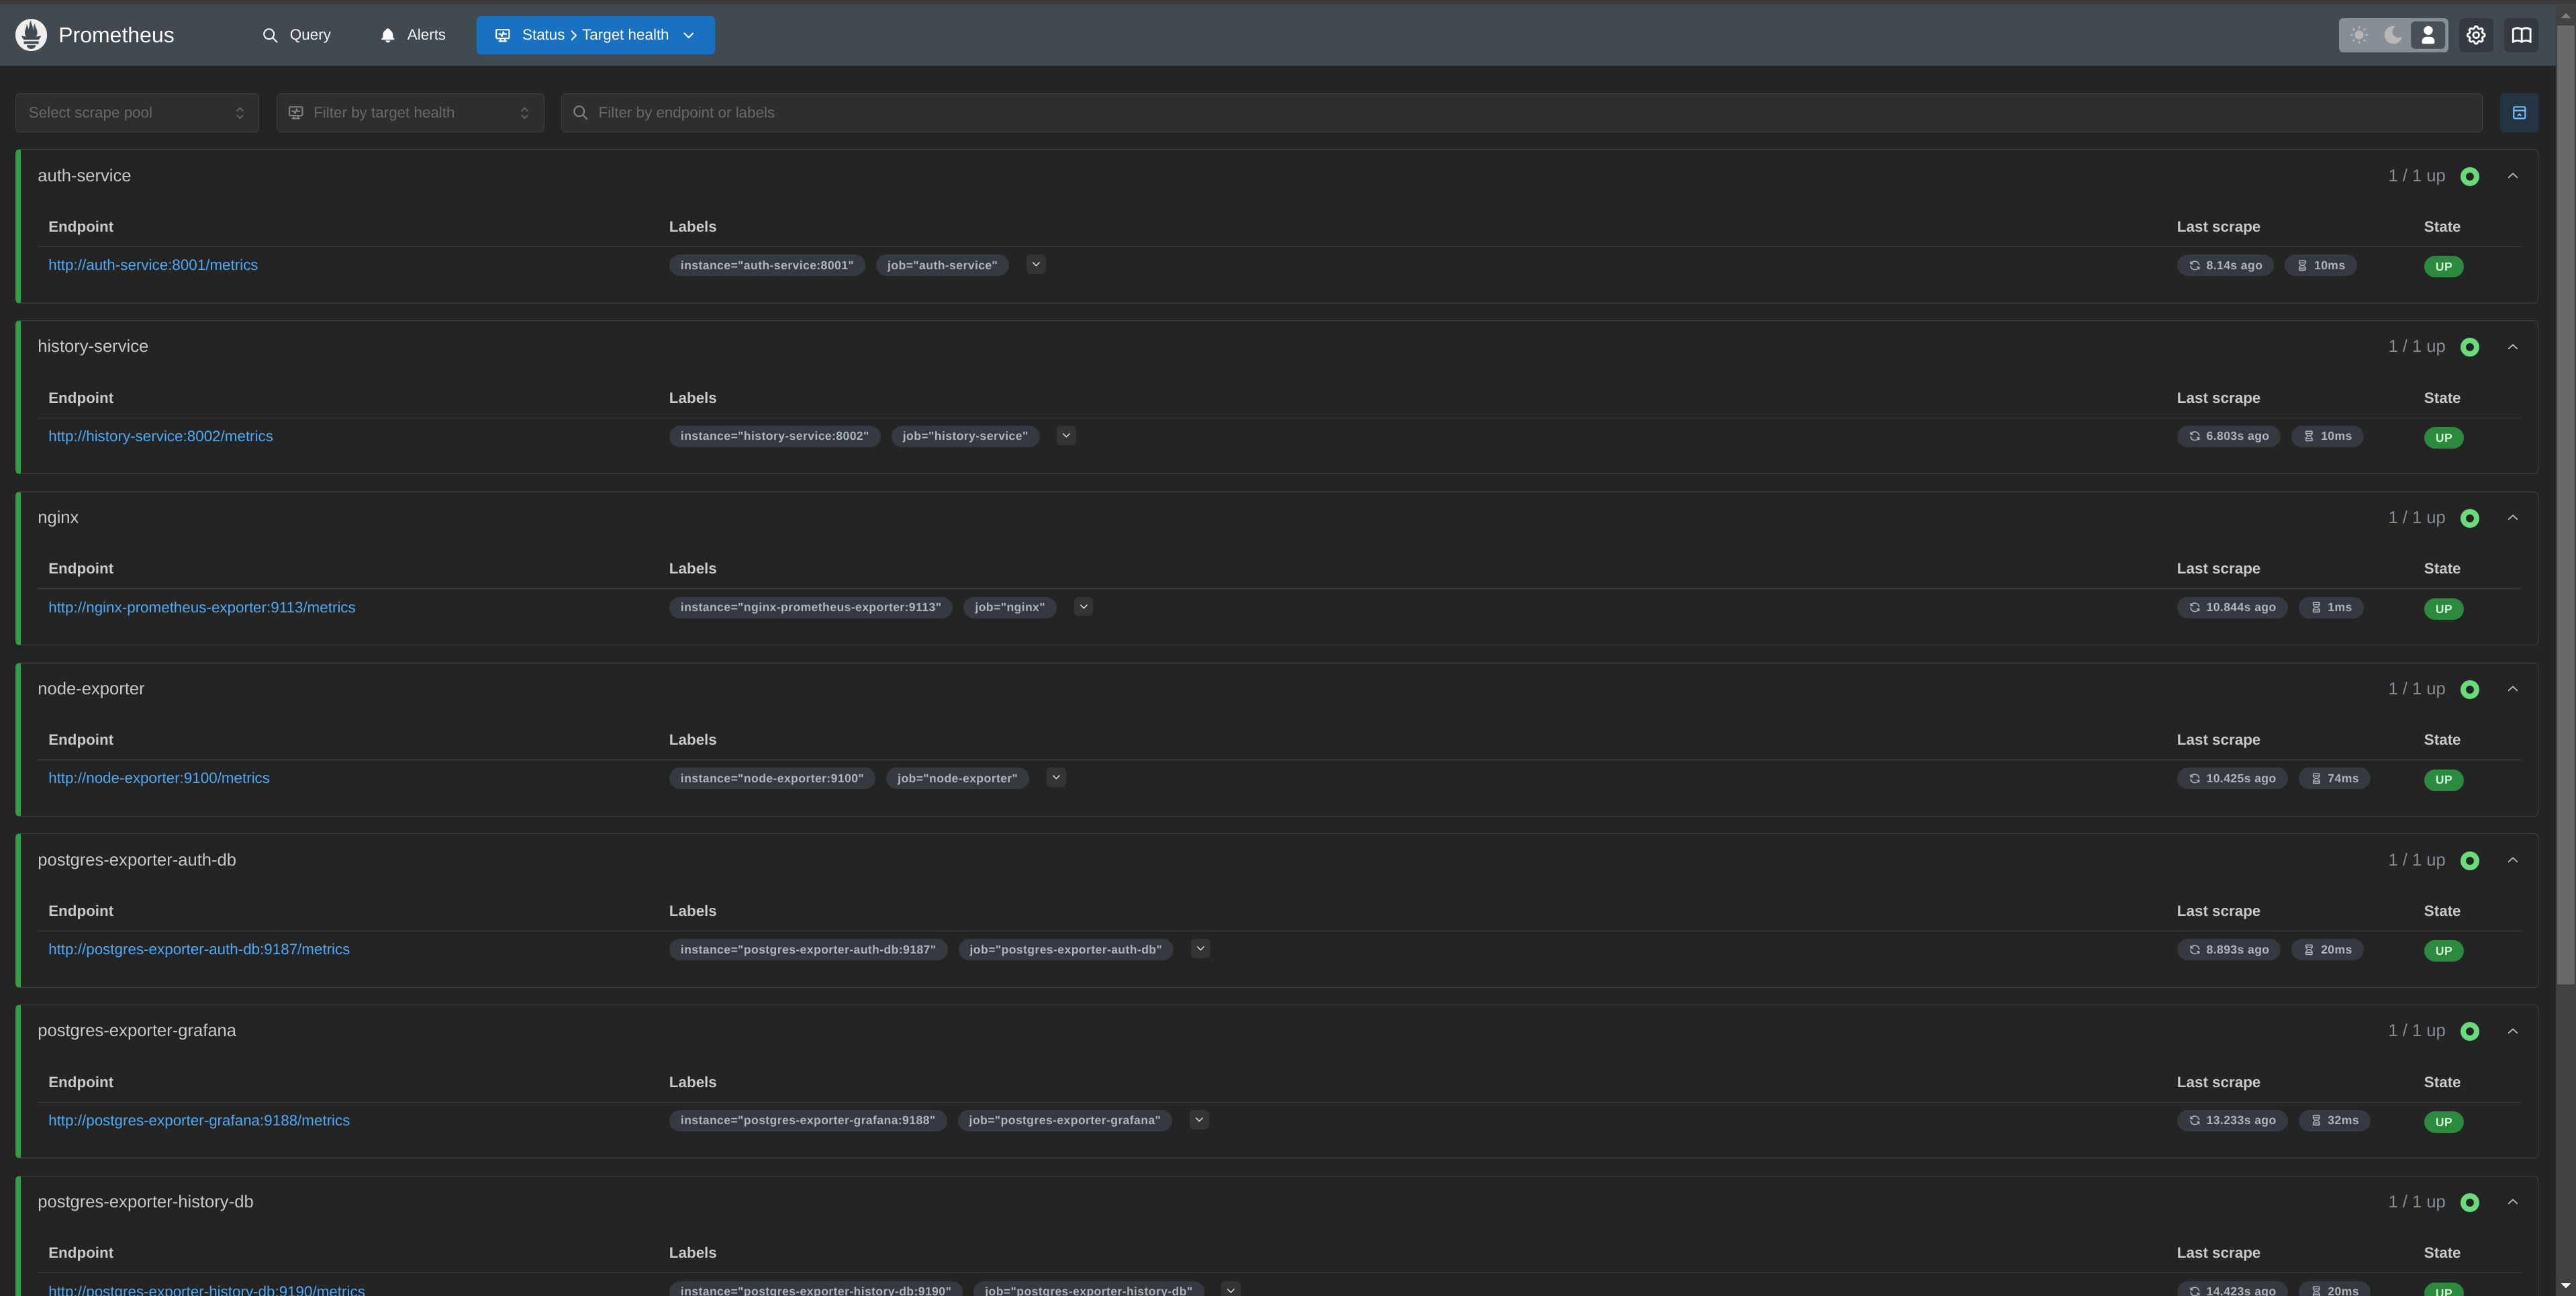 Prometheus Query Alerts Status > Target health
Select scrape pool Filter by target health Filter by endpoint or labels
auth-service 1 / 1 up
Endpoint Labels Last scrape State
http://auth-service:8001/metrics instance="auth-service:8001" job="auth-service" 8.14s ago 10ms UP
history-service 1 / 1 up
Endpoint Labels Last scrape State
http://history-service:8002/metrics instance="history-service:8002" job="history-service" 6.803s ago 10ms UP
nginx 1 / 1 up
Endpoint Labels Last scrape State
http://nginx-prometheus-exporter:9113/metrics instance="nginx-prometheus-exporter:9113" job="nginx" 10.844s ago 1ms UP
node-exporter 1 / 1 up
Endpoint Labels Last scrape State
http://node-exporter:9100/metrics instance="node-exporter:9100" job="node-exporter" 10.425s ago 74ms UP
postgres-exporter-auth-db 1 / 1 up
Endpoint Labels Last scrape State
http://postgres-exporter-auth-db:9187/metrics instance="postgres-exporter-auth-db:9187" job="postgres-exporter-auth-db" 8.893s ago 20ms UP
postgres-exporter-grafana 1 / 1 up
Endpoint Labels Last scrape State
http://postgres-exporter-grafana:9188/metrics instance="postgres-exporter-grafana:9188" job="postgres-exporter-grafana" 13.233s ago 32ms UP
postgres-exporter-history-db 1 / 1 up
Endpoint Labels Last scrape State
http://postgres-exporter-history-db:9190/metrics instance="postgres-exporter-history-db:9190" job="postgres-exporter-history-db" 14.423s ago 20ms UP